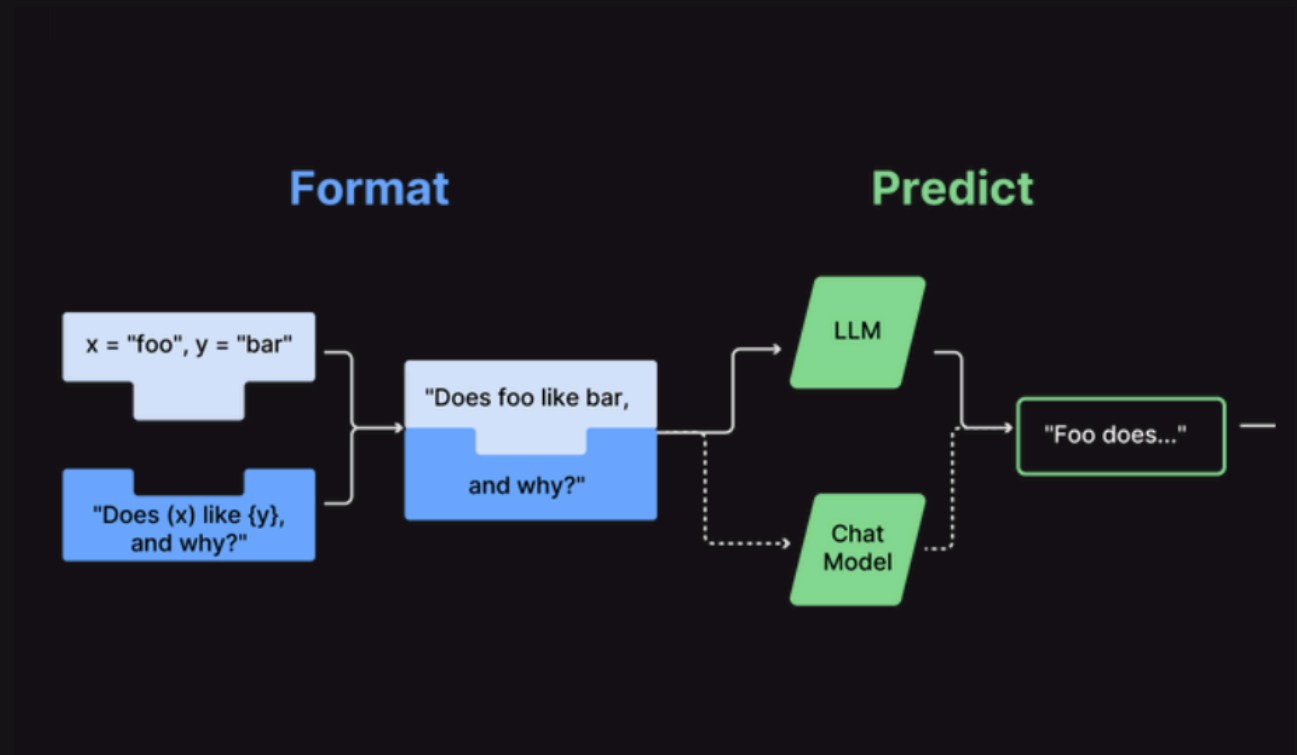 Format
Predict
x = "foo", y = "bar"
"Does (x) like {y},
and why?"
"Does foo like bar,
and why?"
LLM
Chat
Model
"Foo does..."